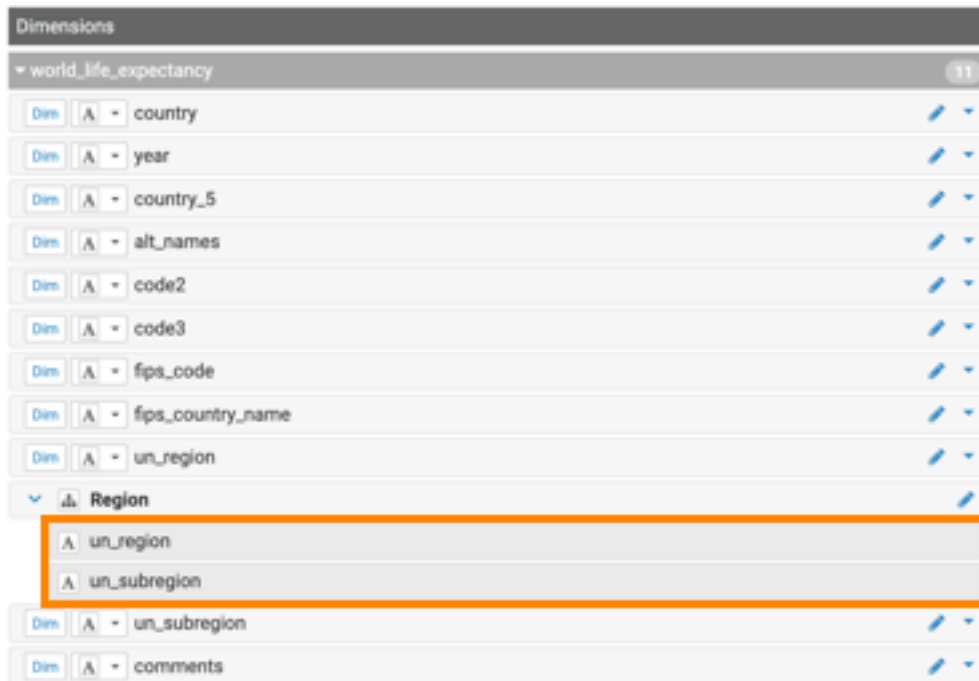 Dimensions
world_life_expectancy 11
Dim A country
Dim A year
Dim A country_5
Dim A alt_names
Dim A code2
Dim A code3
Dim A fips_code
Dim A fips_country_name
Dim A un_region
Region
A un_region
A un_subregion
Dim A un_subregion
Dim A comments